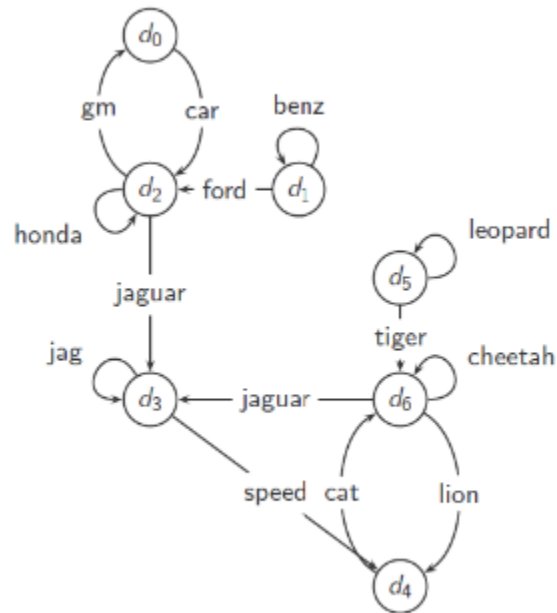 d0
benz
gm
car
d2
ford
d1
honda
leopard
d5
jaguar
tiger
jag
cheetah
d3
jaguar
d6
speed
cat
lion
d4